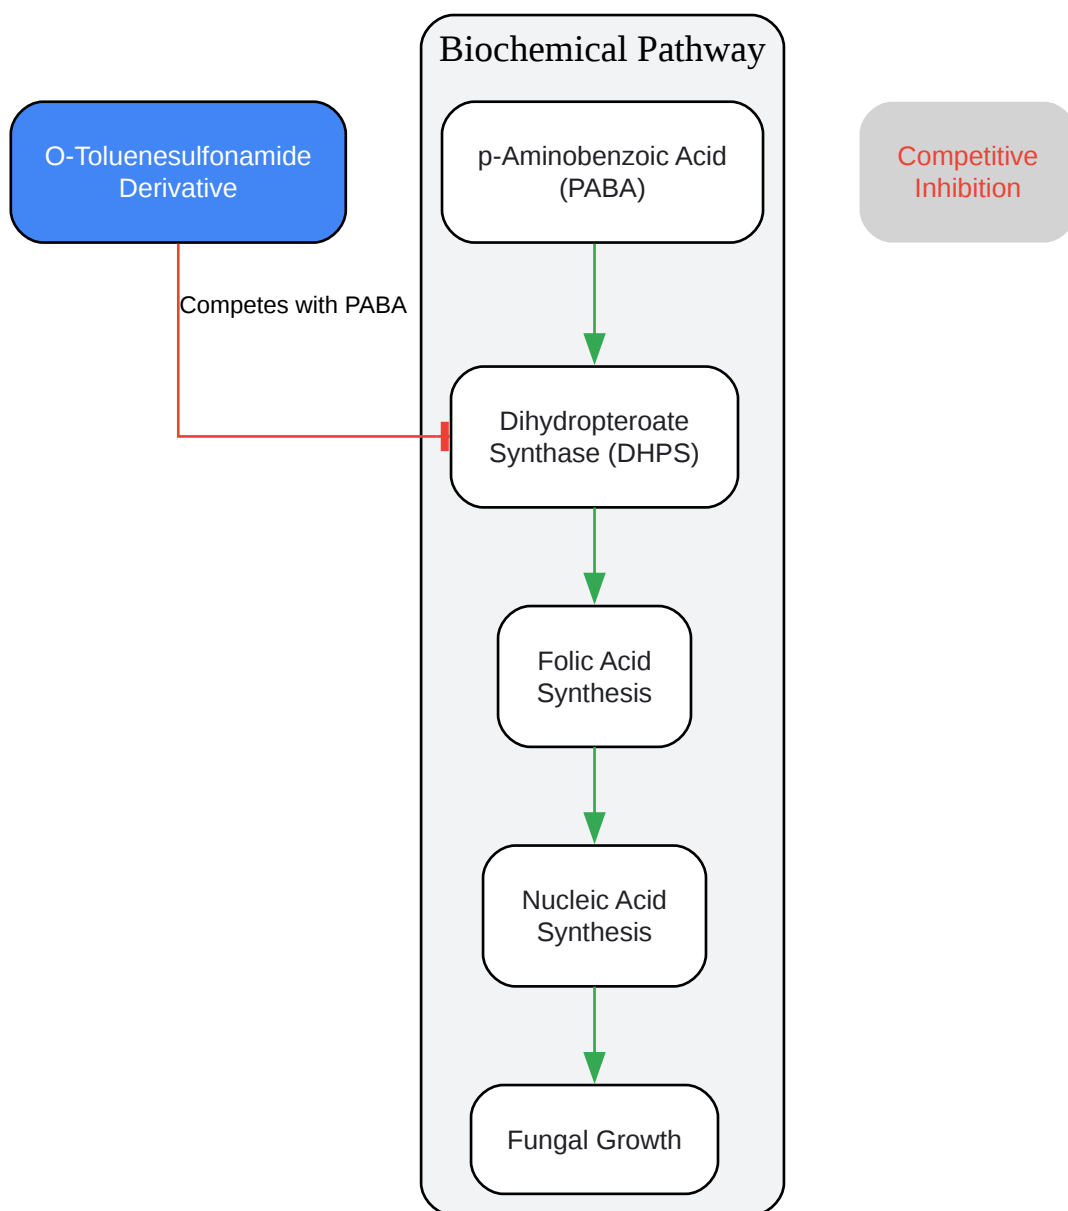 Biochemical Pathway
O-Toluenesulfonamide
Derivative
p-Aminobenzoic Acid
(PABA)
Competitive
Inhibition
Competes with PABA
Dihydropteroate
Synthase (DHPS)
Folic Acid
Synthesis
Nucleic Acid
Synthesis
Fungal Growth